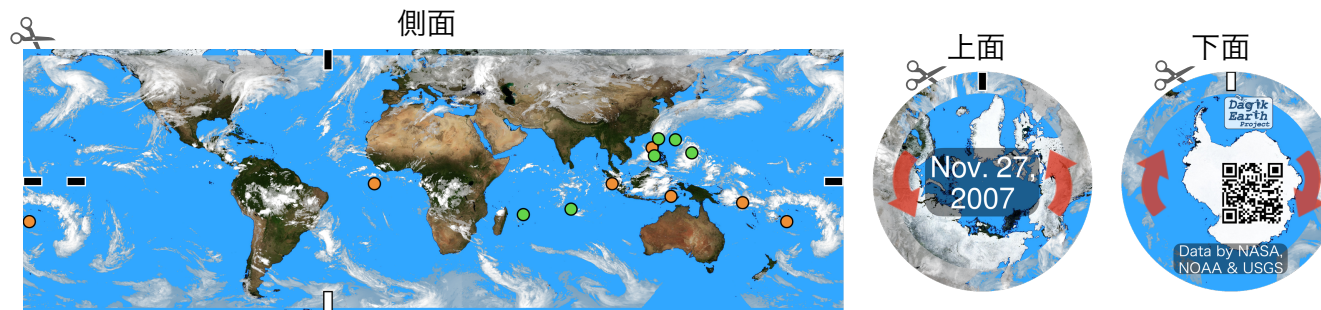 側面
上面
下面
Nov. 27,
2007
Dagik
Earth
Project
Data by NASA,
NOAA & USGS